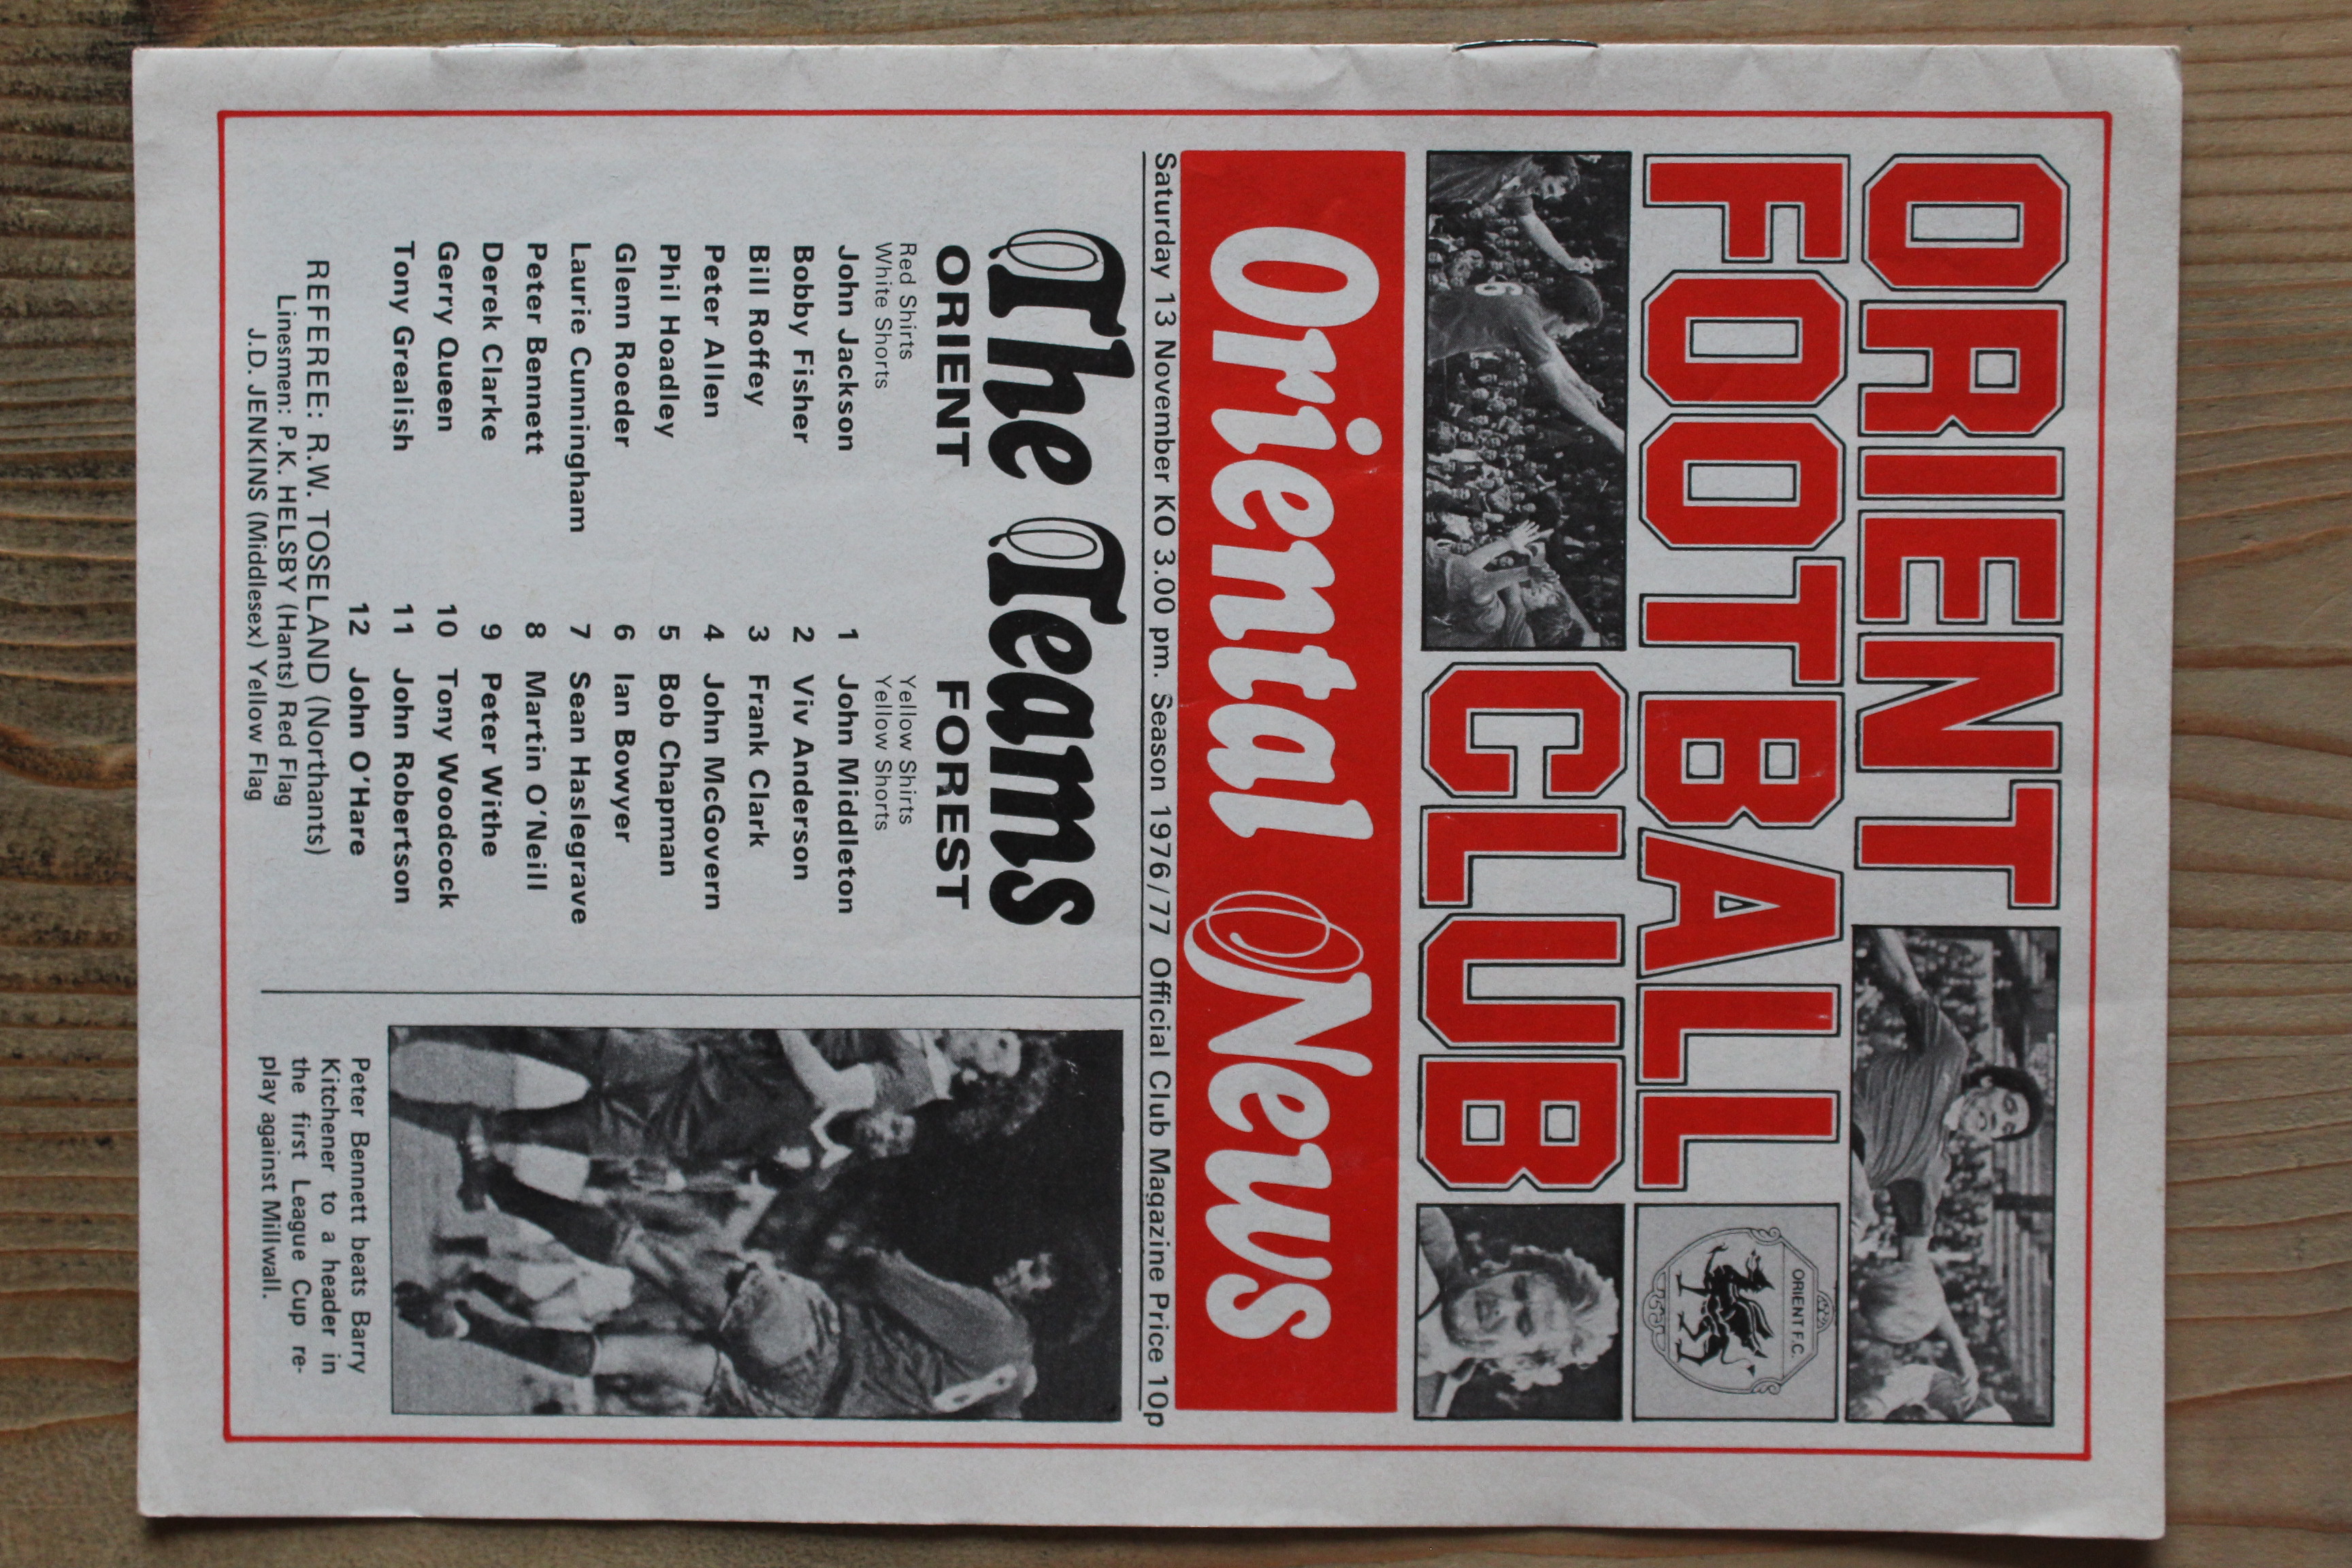 ORIENT
FOOTBALL
ORIENT F.C.
9
CLUB
Oriental News
Saturday 13 November KO 3.00 pm. Season 1976/77 Official Club Magazine Price 10p
The Teams
ORIENT FOREST
Red Shirts Yellow Shirts
White Shorts Yellow Shorts
John Jackson 1 John Middleton
Bobby Fisher 2 Viv Anderson
Bill Roffey 3 Frank Clark
Peter Allen 4 John McGovern
Phil Hoadley 5 Bob Chapman
Glenn Roeder 6 Ian Bowyer
Laurie Cunningham 7 Sean Haslegrave
Peter Bennett 8 Martin O'Neill
Derek Clarke 9 Peter Withe
Gerry Queen 10 Tony Woodcock
Tony Grealish 11 John Robertson
12 John O'Hare
REFEREE: R.W. TOSELAND (Northants)
Linesmen: P.K. HELSBY (Hants) Red Flag
J.D. JENKINS (Middlesex) Yellow Flag
Peter Bennett beats Barry
Kitchener to a header in
the first League Cup re-
play against Millwall.